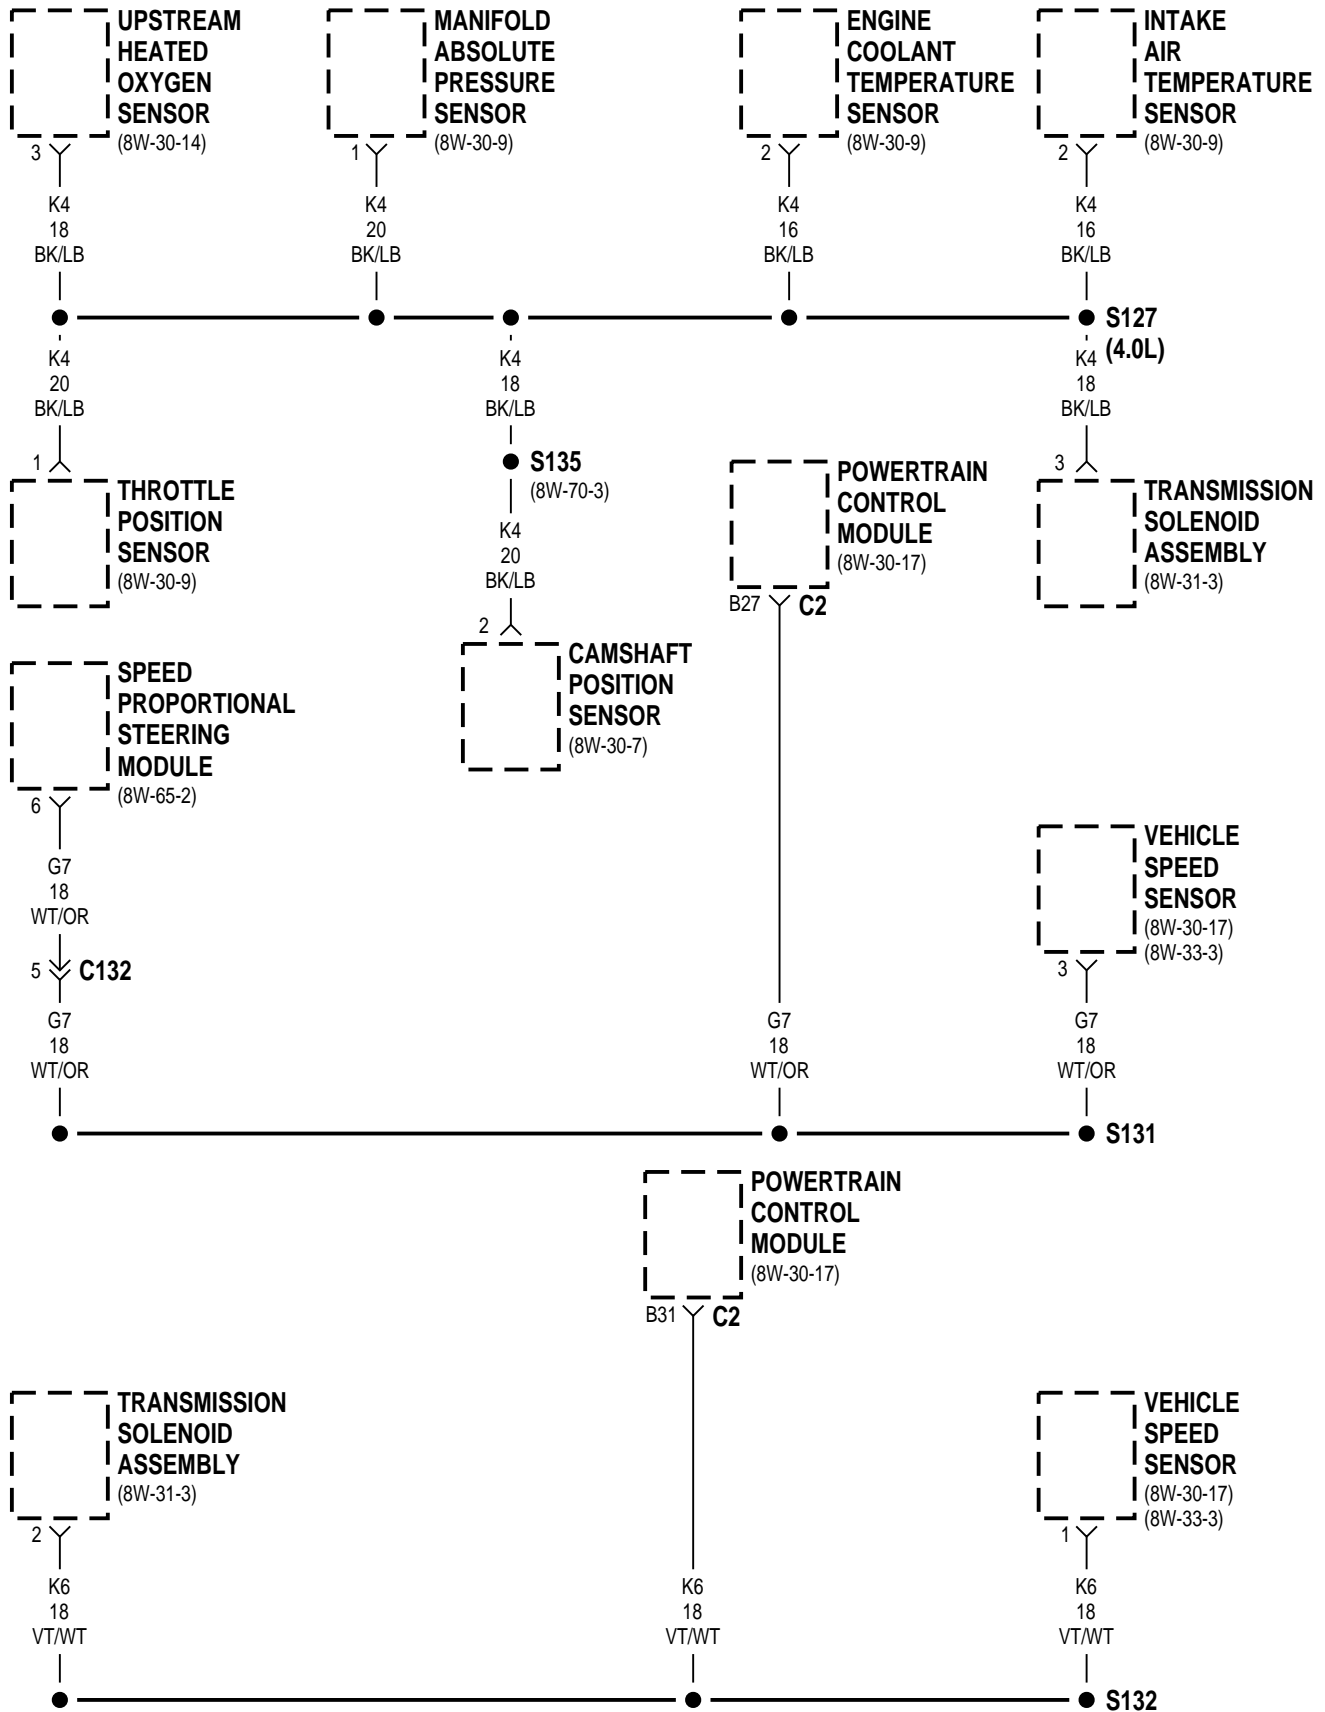 UPSTREAM
HEATED
OXYGEN
SENSOR
(8W-30-14)
3
K4
18
BK/LB
MANIFOLD
ABSOLUTE
PRESSURE
SENSOR
(8W-30-9)
1
K4
20
BK/LB
ENGINE
COOLANT
TEMPERATURE
SENSOR
(8W-30-9)
2
K4
16
BK/LB
INTAKE
AIR
TEMPERATURE
SENSOR
(8W-30-9)
2
K4
16
BK/LB
S127
(4.0L)
K4
20
BK/LB
1
THROTTLE
POSITION
SENSOR
(8W-30-9)
K4
18
BK/LB
S135
(8W-70-3)
K4
20
BK/LB
2
CAMSHAFT
POSITION
SENSOR
(8W-30-7)
POWERTRAIN
CONTROL
MODULE
(8W-30-17)
B27
C2
K4
18
BK/LB
3
TRANSMISSION
SOLENOID
ASSEMBLY
(8W-31-3)
SPEED
PROPORTIONAL
STEERING
MODULE
(8W-65-2)
6
G7
18
WT/OR
5
C132
G7
18
WT/OR
G7
18
WT/OR
VEHICLE
SPEED
SENSOR
(8W-30-17)
(8W-33-3)
3
G7
18
WT/OR
S131
POWERTRAIN
CONTROL
MODULE
(8W-30-17)
B31
C2
TRANSMISSION
SOLENOID
ASSEMBLY
(8W-31-3)
2
K6
18
VT/WT
K6
18
VT/WT
VEHICLE
SPEED
SENSOR
(8W-30-17)
(8W-33-3)
1
K6
18
VT/WT
S132